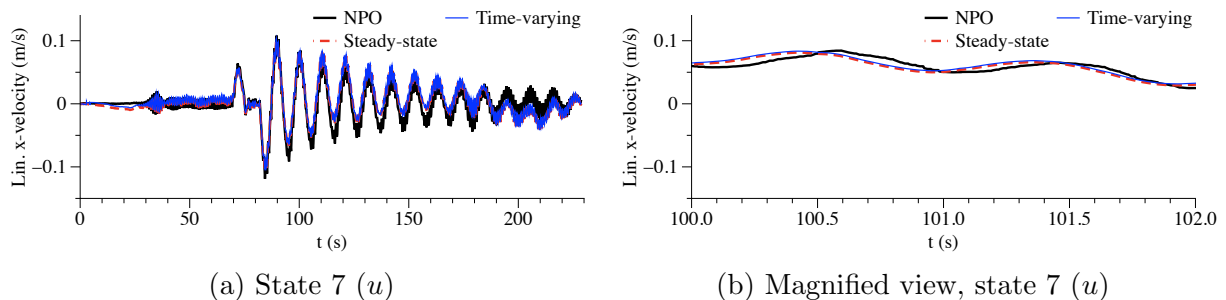 NPO
Steady-state
Time-varying
Lin. x-velocity (m/s)
0.1
0
−0.1
0
50
100
150
200
t (s)
(a) State 7 (u)
NPO
Steady-state
Time-varying
Lin. x-velocity (m/s)
0.1
0
−0.1
100.0
100.5
101.0
101.5
102.0
t (s)
(b) Magnified view, state 7 (u)